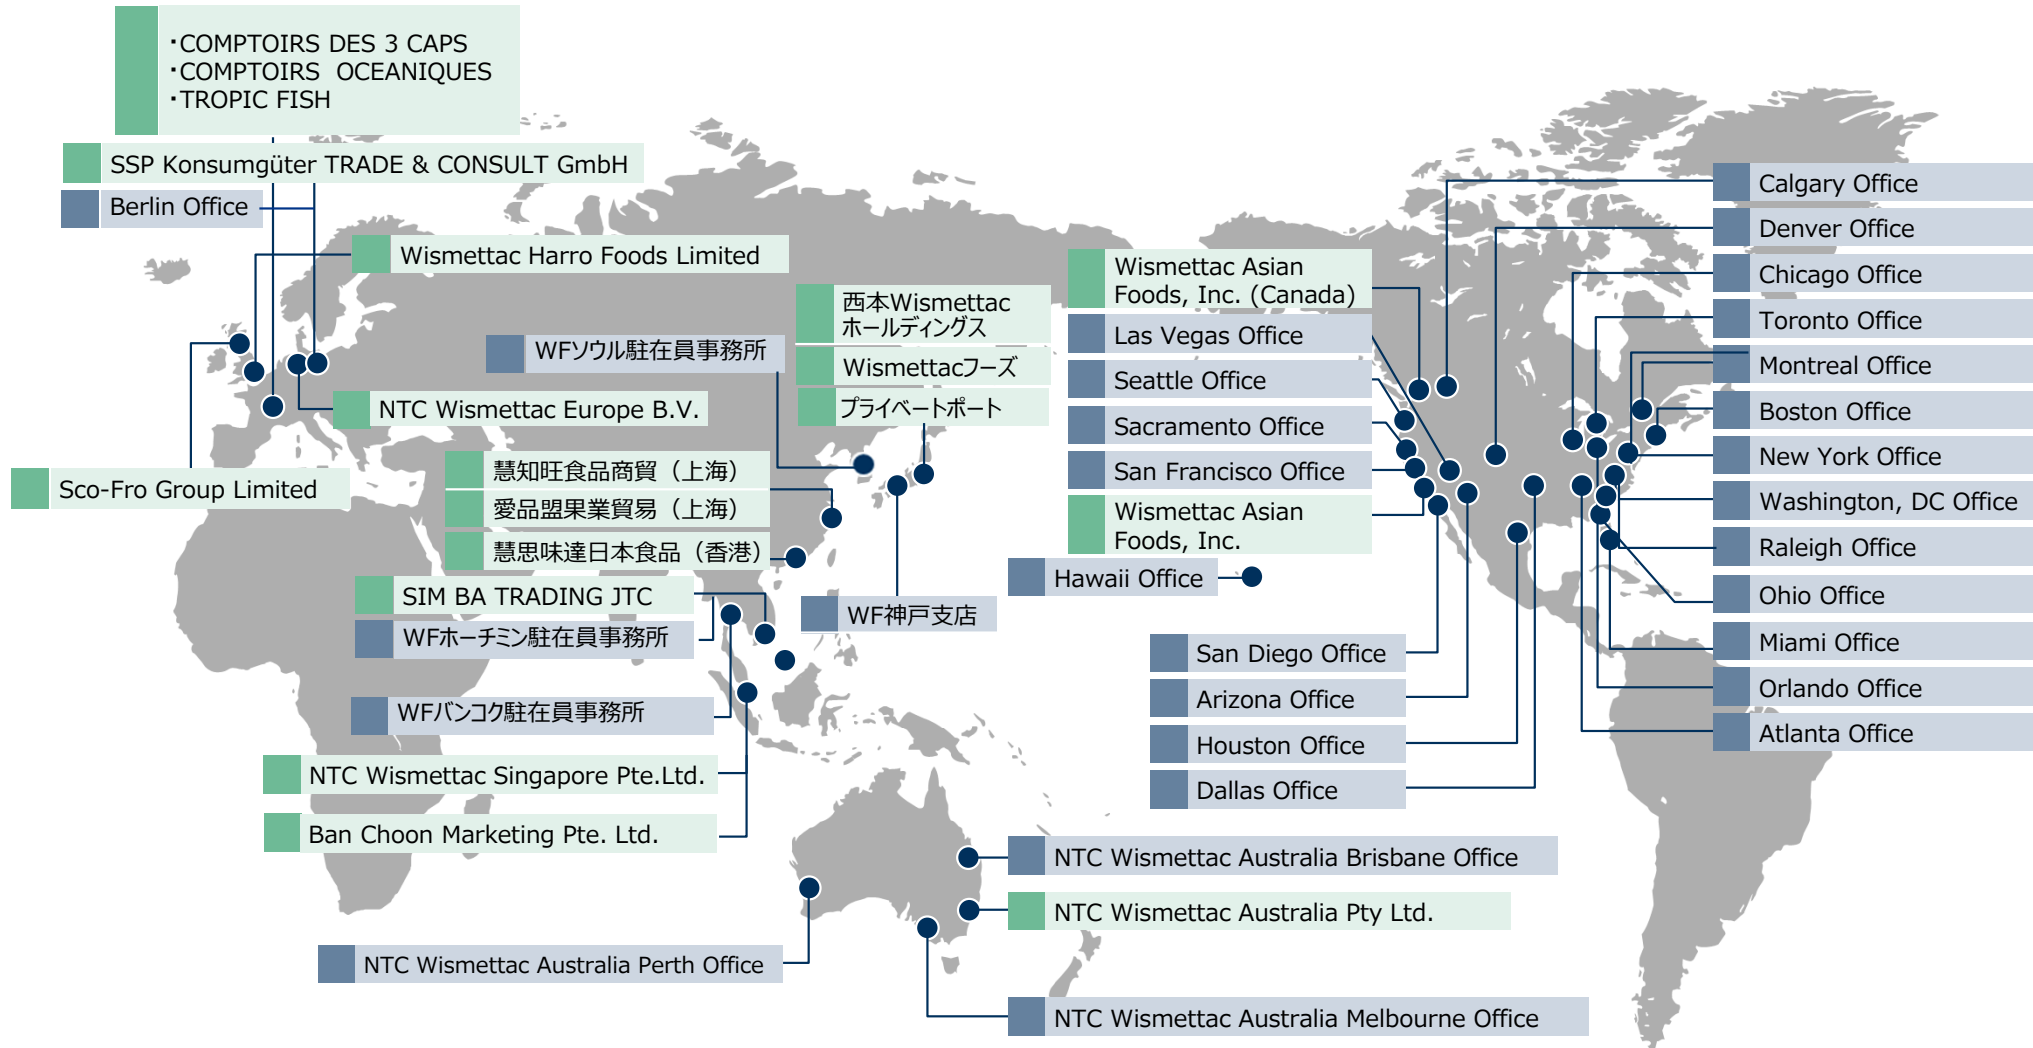 ・COMPTOIRS DES 3 CAPS
・COMPTOIRS OCEANIQUES
・TROPIC FISH
SSP Konsumgüter TRADE & CONSULT GmbH
Berlin Office
Wismettac Harro Foods Limited
NTC Wismettac Europe B.V.
Sco-Fro Group Limited
WFソウル駐在員事務所
西本Wismettac
ホールディングス
Wismettacフーズ
プライベートポート
慧知旺食品商貿（上海）
愛品盟果業貿易（上海）
慧思味達日本食品（香港）
SIM BA TRADING JTC
WFホーチミン駐在員事務所
WF神戸支店
WFバンコク駐在員事務所
NTC Wismettac Singapore Pte.Ltd.
Ban Choon Marketing Pte. Ltd.
NTC Wismettac Australia Perth Office
Wismettac Asian
Foods, Inc. (Canada)
Las Vegas Office
Seattle Office
Sacramento Office
San Francisco Office
Wismettac Asian
Foods, Inc.
Hawaii Office
San Diego Office
Arizona Office
Houston Office
Dallas Office
NTC Wismettac Australia Brisbane Office
NTC Wismettac Australia Pty Ltd.
NTC Wismettac Australia Melbourne Office
Calgary Office
Denver Office
Chicago Office
Toronto Office
Montreal Office
Boston Office
New York Office
Washington, DC Office
Raleigh Office
Ohio Office
Miami Office
Orlando Office
Atlanta Office